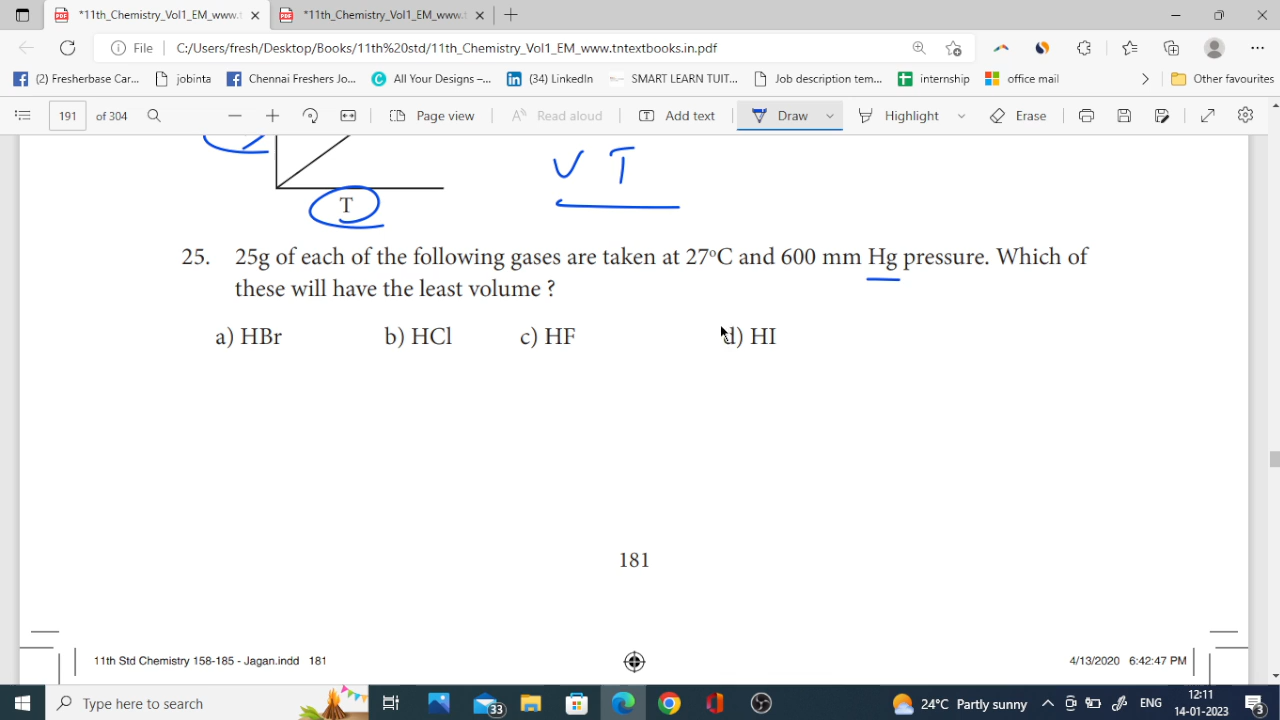 *11th_Chemistry_Vol1_EM_www.t
*11th_Chemistry_Vol1_EM_www.t
File
C:/Users/fresh/Desktop/Books/11th%20std/11th_Chemistry_Vol1_EM_www.tntextbooks.in.pdf
(2) Fresherbase Car...
jobinta
Chennai Freshers Jo...
All Your Designs –...
(34) LinkedIn
SMART LEARN TUIT...
Job description tem...
internship
office mail
Other favourites
191 of 304
Page view
Read aloud
Add text
Draw
Highlight
Erase
V T
T
25. 25g of each of the following gases are taken at 27°C and 600 mm Hg pressure. Which of
these will have the least volume ?
a) HBr b) HCl c) HF d) HI
181
11th Std Chemistry 158-185 - Jagan.indd 181
4/13/2020 6:42:47 PM
Type here to search
33
24°C Partly sunny
ENG
12:11
14-01-2023
3